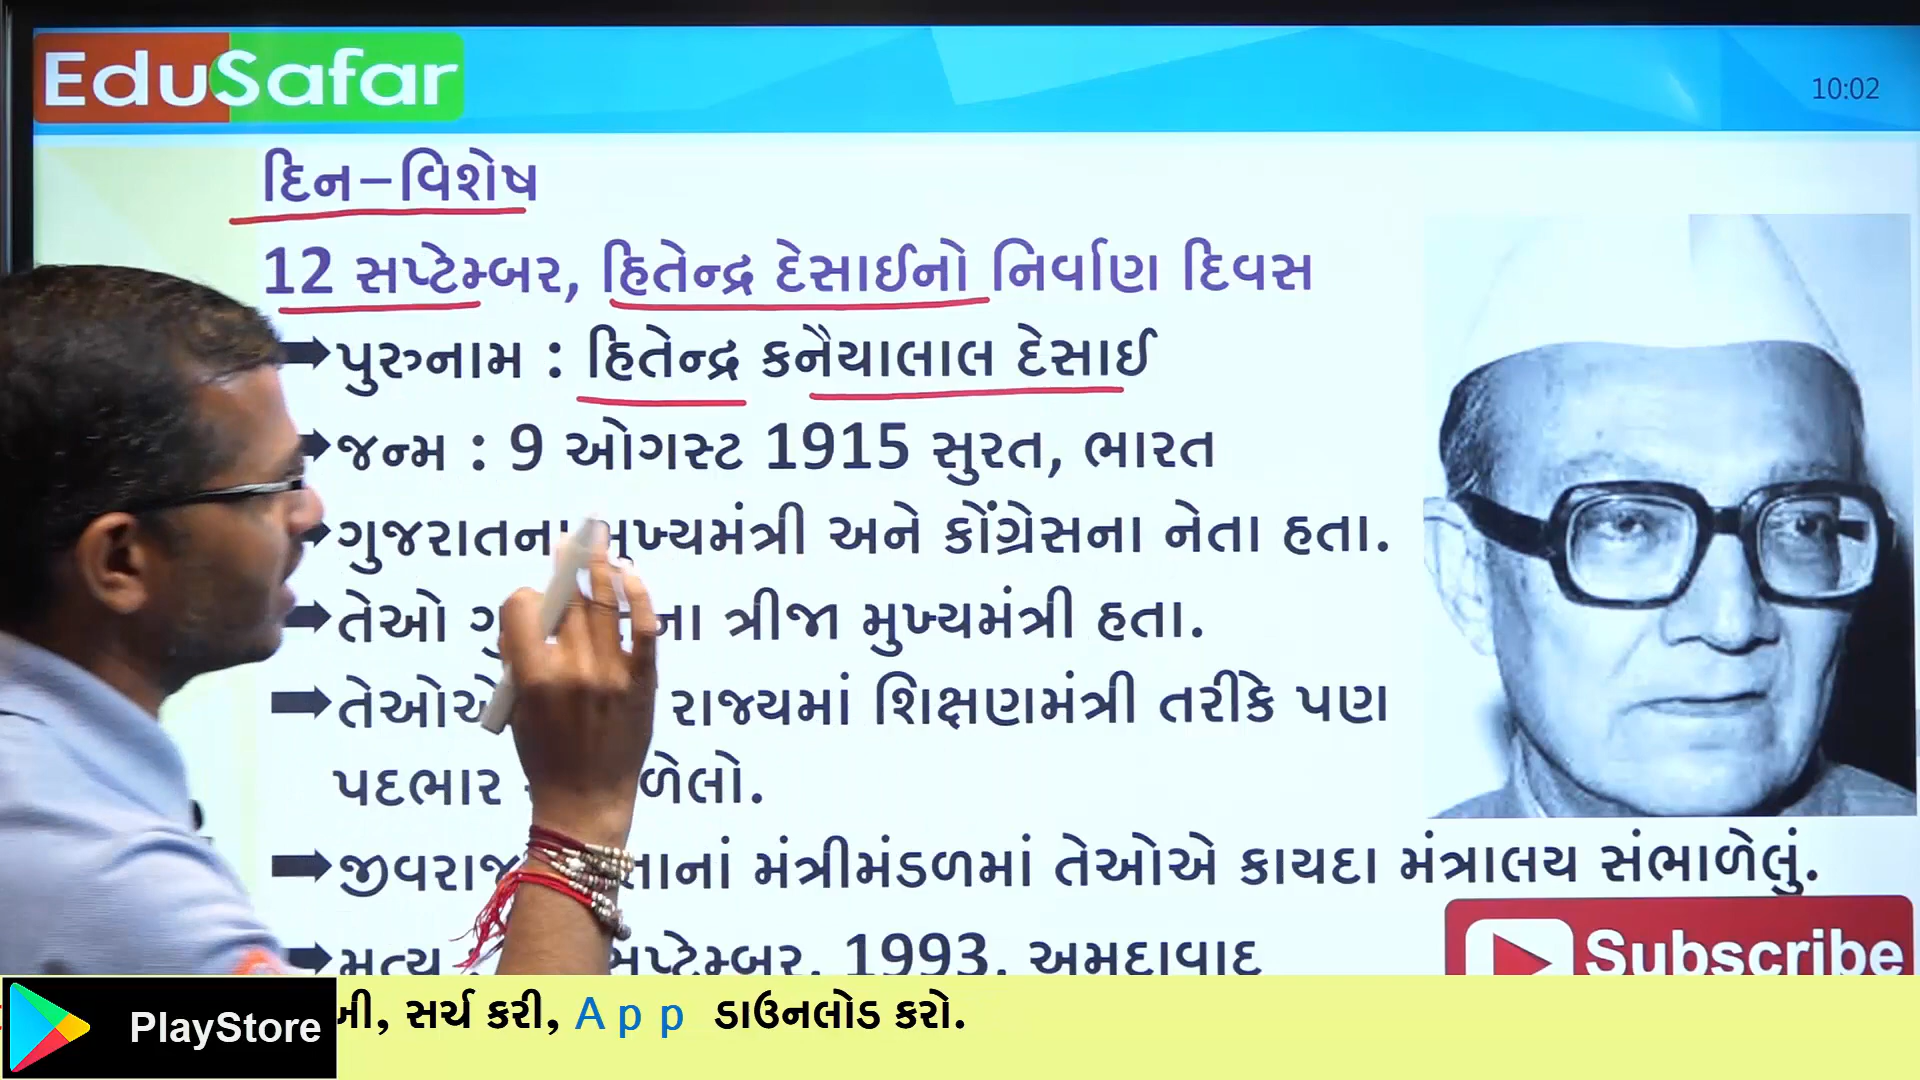 EduSafar
10:02
દિન-વિશેષ
12 સપ્ટેમ્બર, હિતેન્દ્ર દેસાઈનો નિર્વાણ દિવસ
પુરુનામ : હિતેન્દ્ર કનૈયાલાલ દેસાઈ
જન્મ : 9 ઓગસ્ટ 1915 સુરત, ભારત
ગુજરાતના મુખ્યમંત્રી અને કોંગ્રેસના નેતા હતા.
તેઓ ત્રીજા મુખ્યમંત્રી હતા.
તેઓએ રાજ્યમાં શિક્ષણમંત્રી તરીકે પણ
પદભાર
મંત્રીમંડળમાં તેઓએ કાયદા મંત્રાલય સંભાળેલું.
મૃત્યુ સપ્ટેમ્બર, 1993, અમદાવાદ
Subscribe
PlayStore સર્ચ કરી, App ડાઉનલોડ કરો.